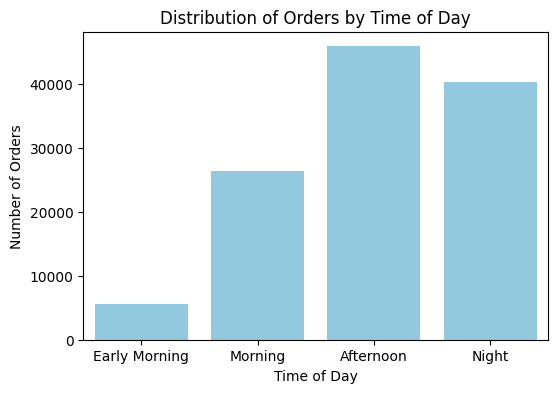 Distribution of Orders by Time of Day
Number of Orders
40000
30000
20000
10000
0
Early Morning Morning Afternoon Night
Time of Day